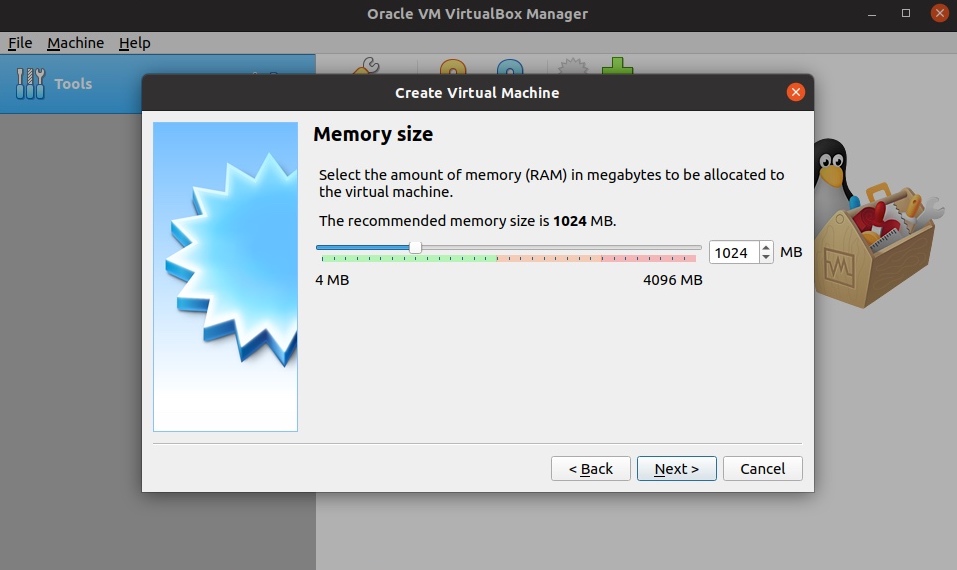 Oracle VM VirtualBox Manager
File Machine Help
Tools
Create Virtual Machine
Memory size
Select the amount of memory (RAM) in megabytes to be allocated to
the virtual machine.
The recommended memory size is 1024 MB.
1024 MB
4 MB 4096 MB
< Back Next > Cancel